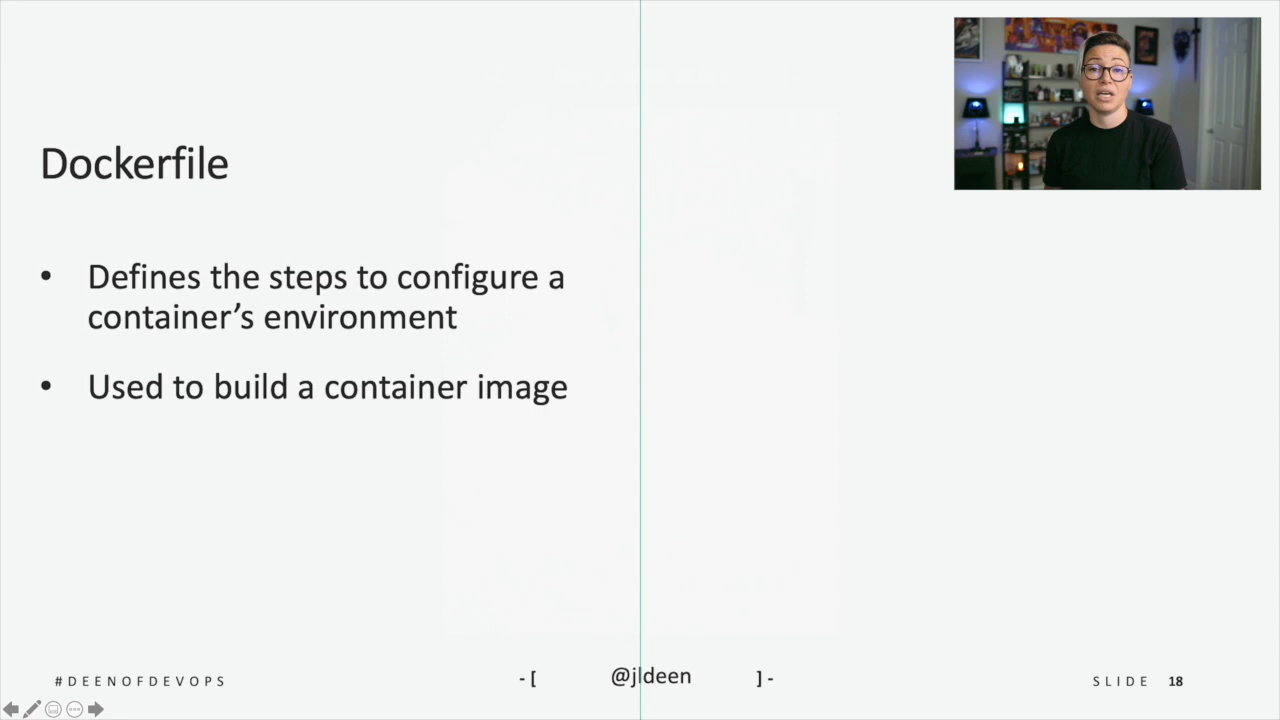 Dockerfile
• Defines the steps to configure a
container’s environment
• Used to build a container image
#DEENOFDEVOPS
-[ @jldeen ]-
SLIDE 18